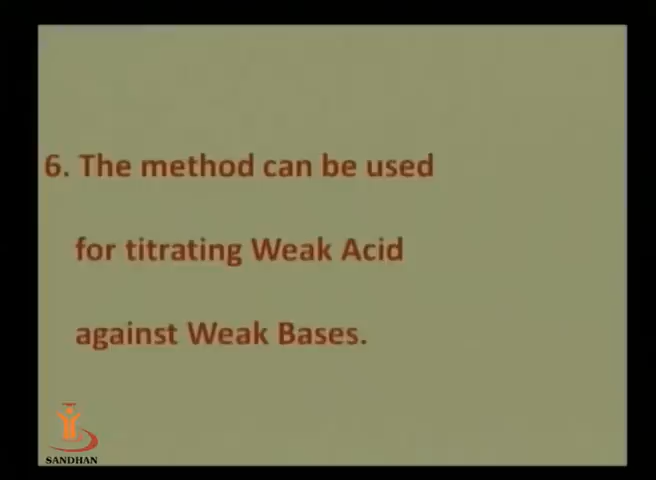 6. The method can be used
for titrating Weak Acid
against Weak Bases.
SANDHAN